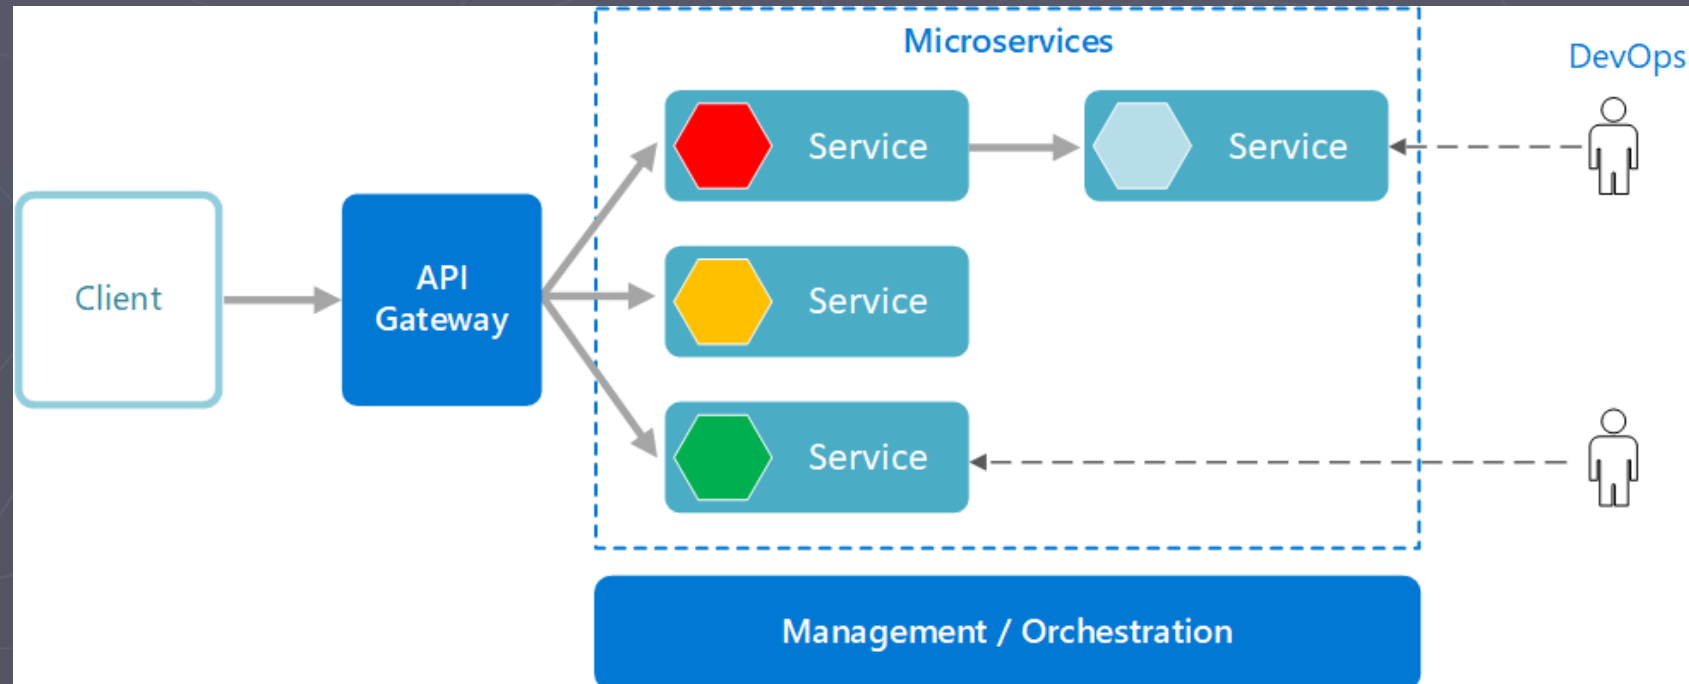 Microservices
DevOps
Service
Service
Client
API
Gateway
Service
Service
Management / Orchestration